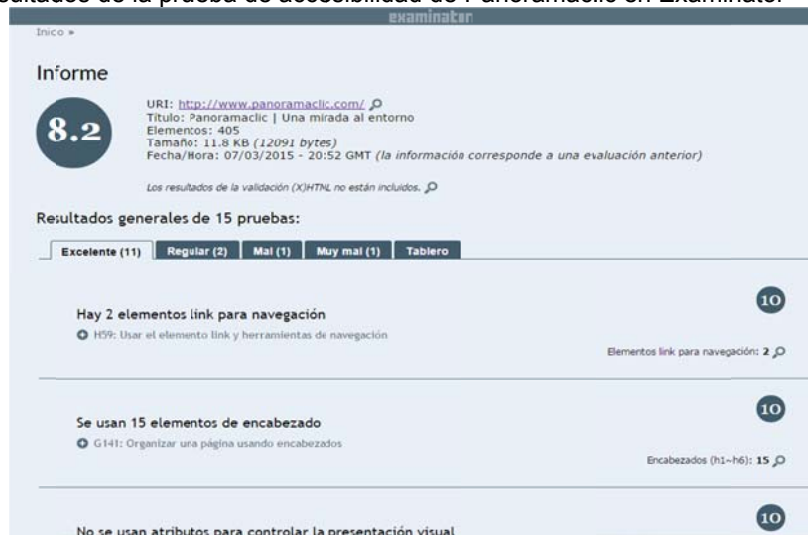 sultados de la prueba de accesibilidad de Panoramaclic en Examinator
examinator
Inico »
Informe
8.2
URI: http://www.panoramaclic.com/
Título: Panoramaclic | Una mirada al entorno
Elementos: 405
Tamaño: 11.8 KB (12091 bytes)
Fecha/Hora: 07/03/2015 - 20:52 GMT (la información corresponde a una evaluación anterior)
Los resultados de la validación (X)HTML no están incluidos.
Resultados generales de 15 pruebas:
Excelente (11) Regular (2) Mal (1) Muy mal (1) Tablero
10
Hay 2 elementos link para navegación
H59: Usar el elemento link y herramientas de navegación
Elementos link para navegación: 2
10
Se usan 15 elementos de encabezado
G141: Organizar una página usando encabezados
Encabezados (h1~h6): 15
10
No se usan atributos para controlar la presentación visual